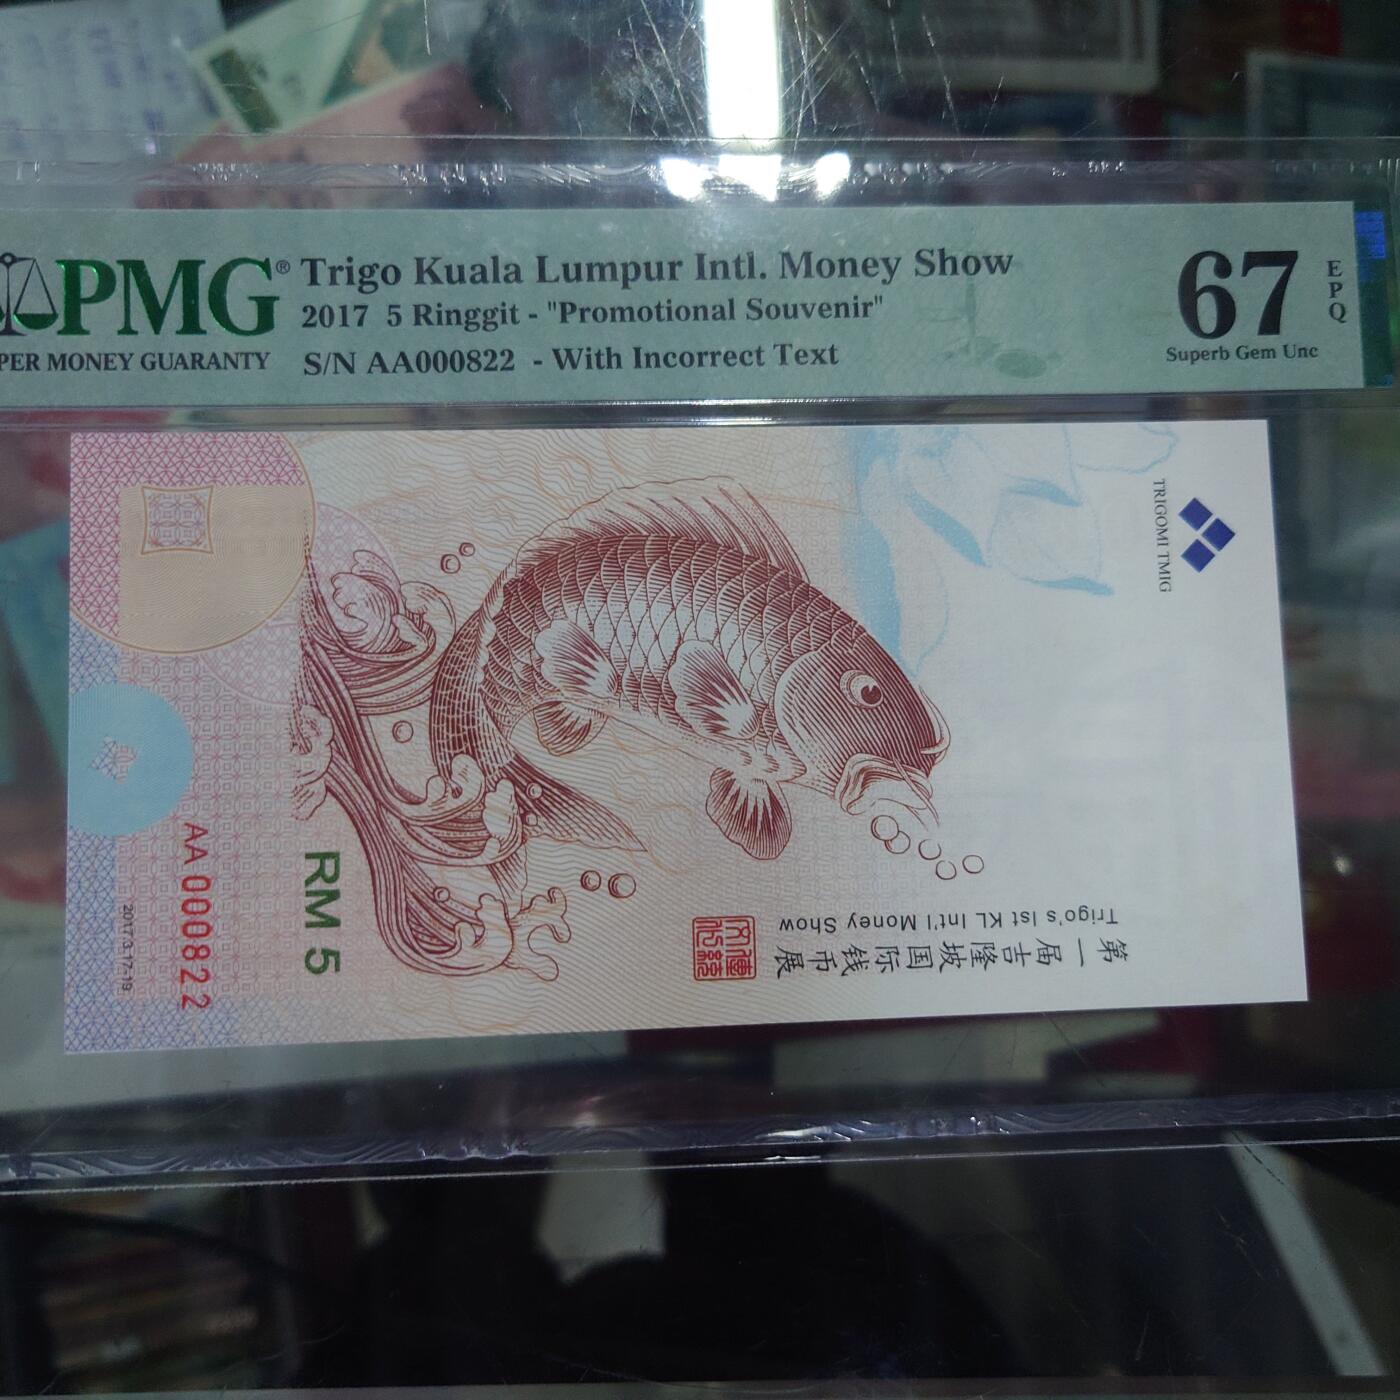 PMG®
PER MONEY GUARANTY
Trigo Kuala Lumpur Intl. Money Show
2017 5 Ringgit - "Promotional Souvenir"
S/N AA000822 - With Incorrect Text
67
EPQ
Superb Gem Unc
TRIGOMI TMIG
Trigo's 1st KL Int'l Money Show
第一届吉隆坡国际钱币展
RM 5
AA 000822
2017·3·17-19